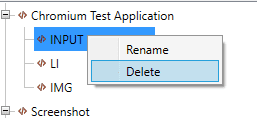 Chromium Test Application
INPUT
Rename
LI
Delete
IMG
Screenshot